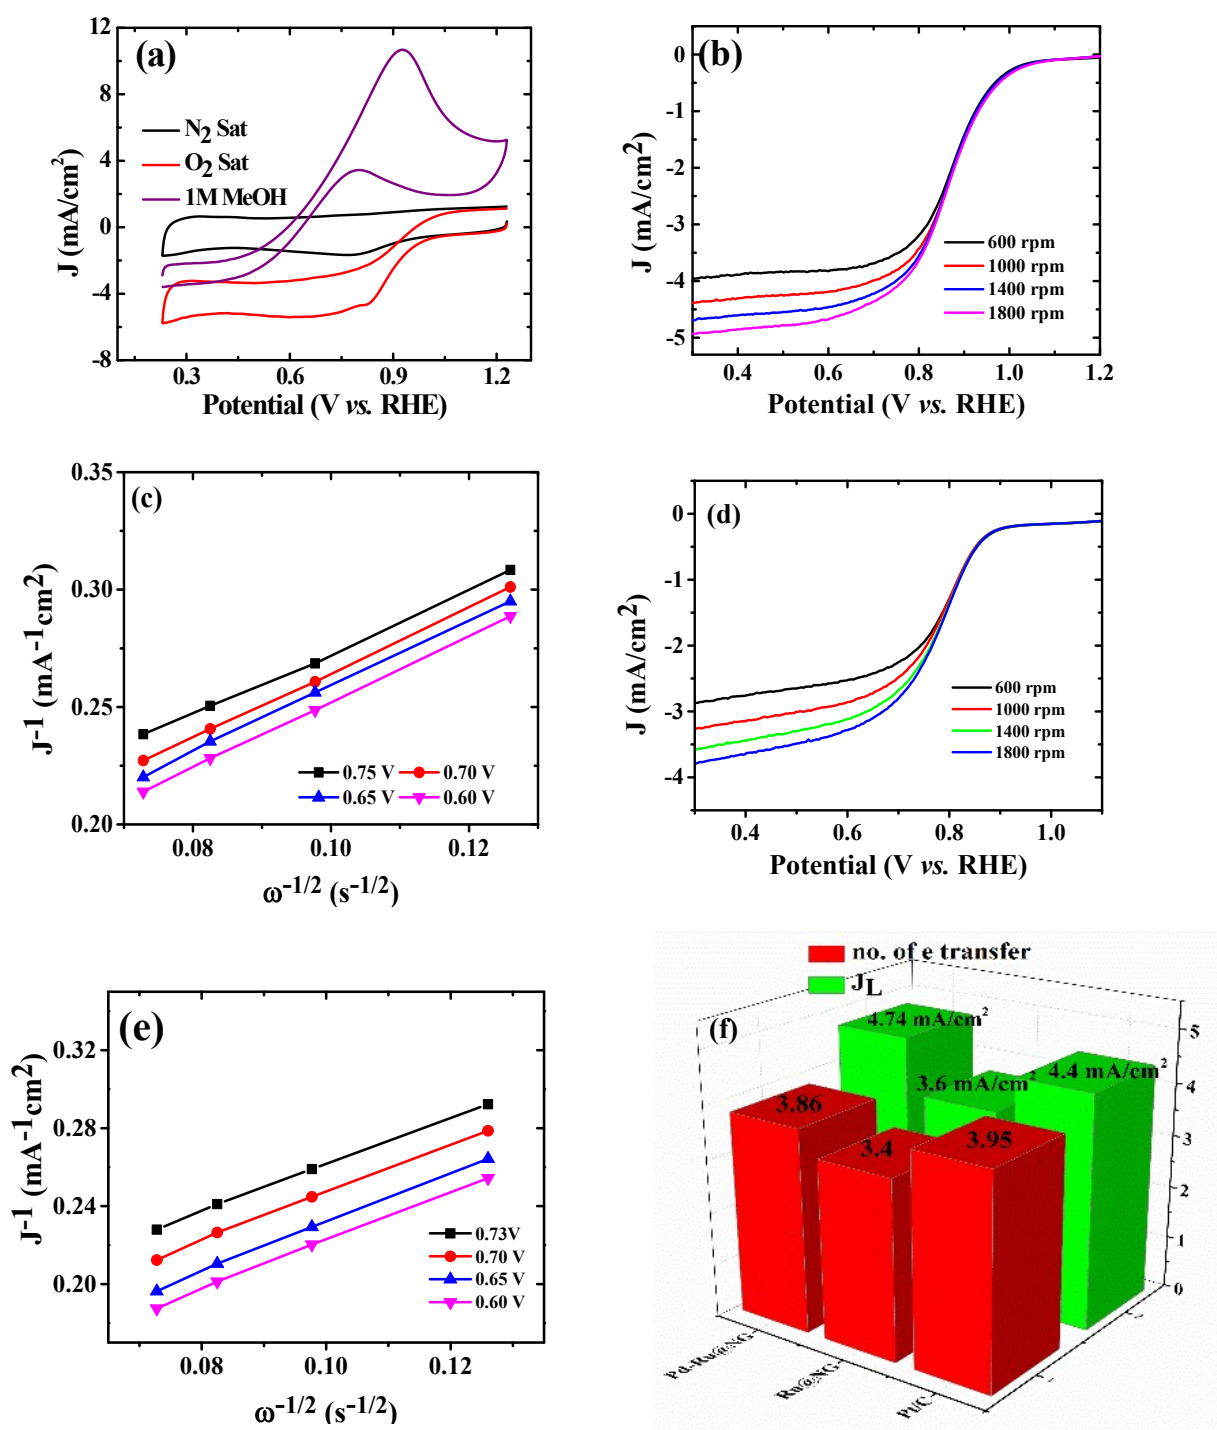 (a)
12
8
4
0
-4
-8
J (mA/cm2)
N2 Sat
O2 Sat
1M MeOH
0.3 0.6 0.9 1.2
Potential (V vs. RHE)
(b)
0
-1
-2
-3
-4
-5
J (mA/cm2)
600 rpm
1000 rpm
1400 rpm
1800 rpm
0.4 0.6 0.8 1.0 1.2
Potential (V vs. RHE)
(c)
0.35
0.30
0.25
0.20
J-1 (mA-1cm2)
0.75 V 0.70 V
0.65 V 0.60 V
0.08 0.10 0.12
ω-1/2 (s-1/2)
(d)
0
-1
-2
-3
-4
J (mA/cm2)
600 rpm
1000 rpm
1400 rpm
1800 rpm
0.4 0.6 0.8 1.0
Potential (V vs. RHE)
(e)
0.32
0.28
0.24
0.20
J-1 (mA-1cm2)
0.73V
0.70 V
0.65 V
0.60 V
0.08 0.10 0.12
ω-1/2 (s-1/2)
no. of e transfer
JL
(f)
4.74 mA/cm2
3.6 mA/cm2
4.4 mA/cm2
3.86
3.4
3.95
5
4
3
2
1
0
Pd-Ru@NG
Ru@NG
Pt/C
1
2